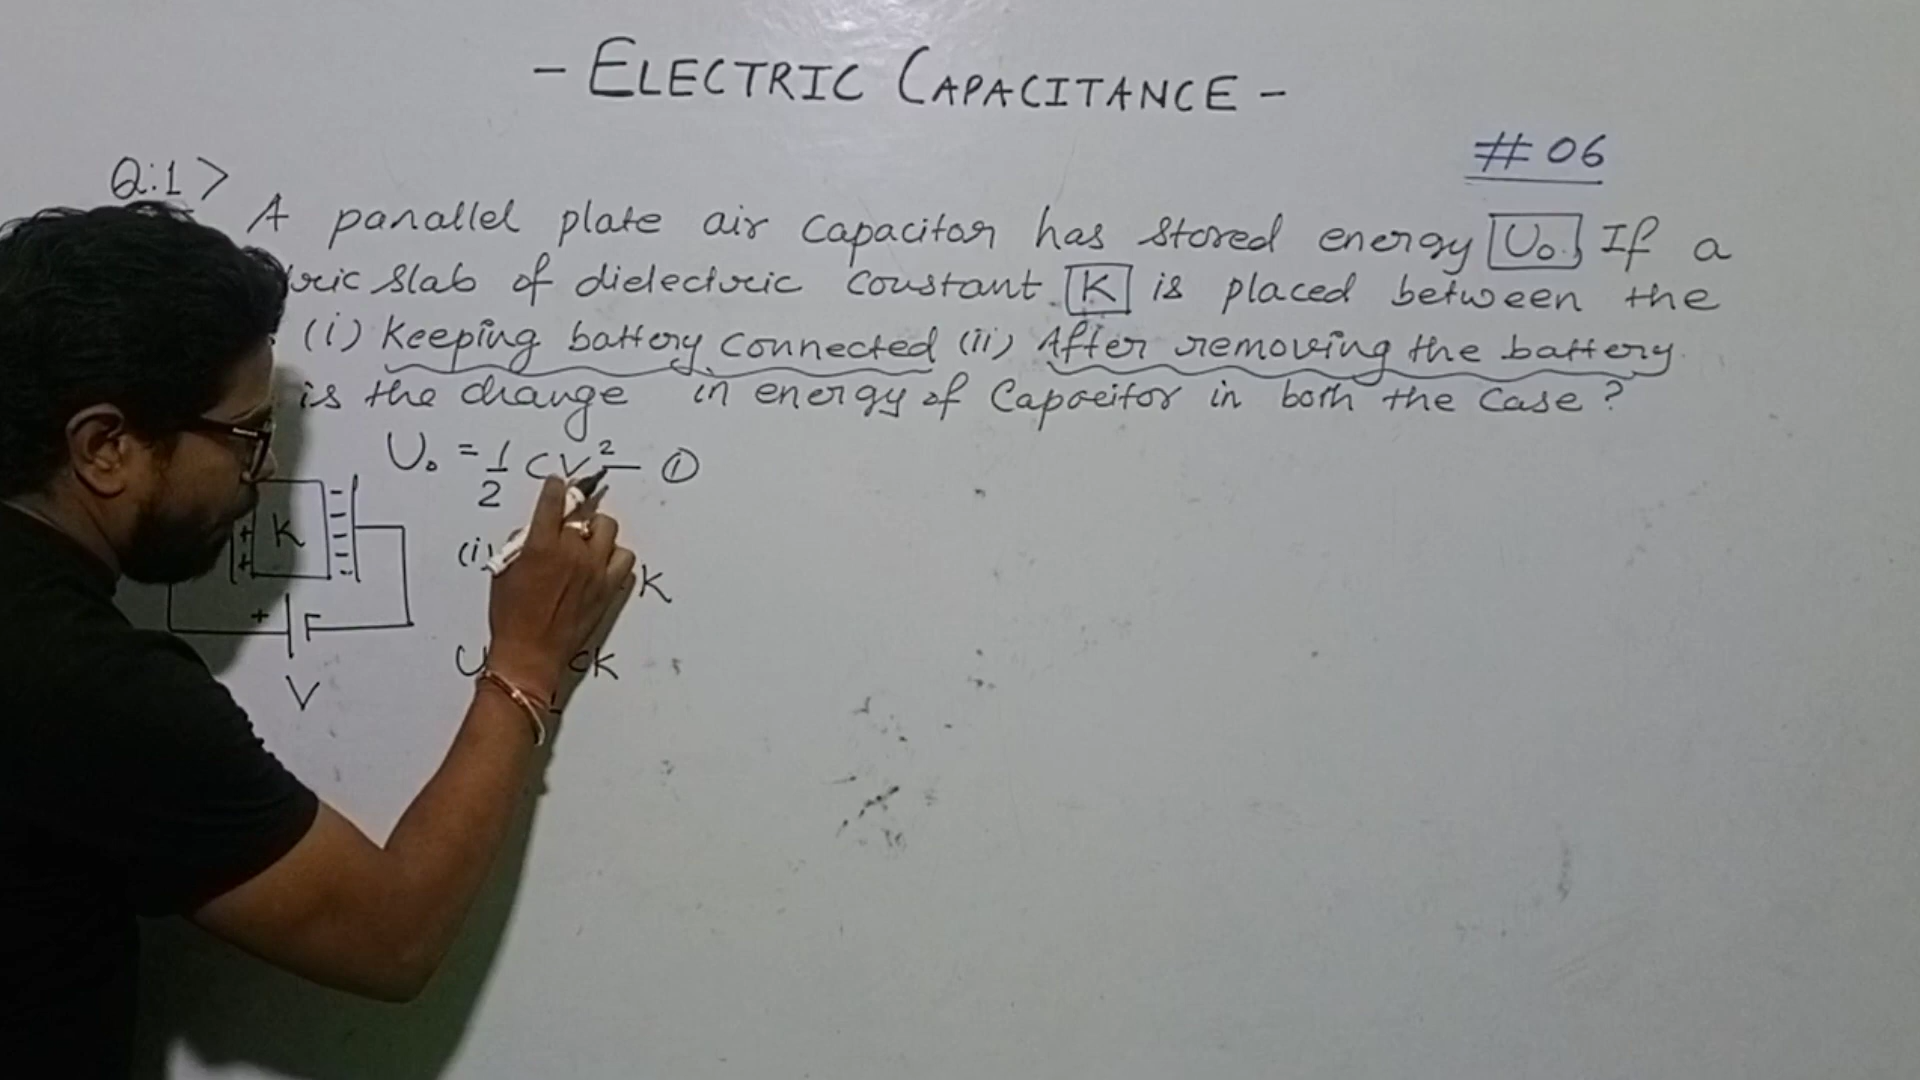 - ELECTRIC CAPACITANCE -
# 06
Q:1>
A parallel plate air capacitor has stored energy U₀. If a
slab of dielectric constant K is placed between the
(i) Keeping battery connected (ii) After removing the battery
is the change in energy of Capacitor in both the Case ?
U₀ = 1/2 CV² — ①
K
(i)
K
U CK
+
V